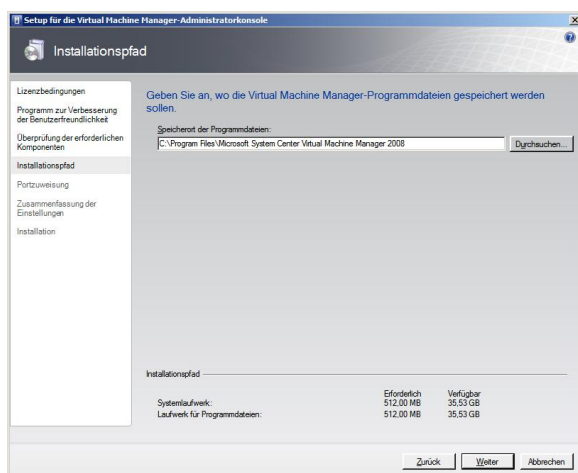 Setup für die Virtual Machine Manager-Administratorkonsole
Installationspfad
Lizenzbedingungen
Programm zur Verbesserung
der Benutzerfreundlichkeit
Überprüfung der erforderlichen
Komponenten
Installationspfad
Portzuweisung
Zusammenfassung der
Einstellungen
Installation
Geben Sie an, wo die Virtual Machine Manager-Programmdateien gespeichert werden
sollen.
Speicherort der Programmdateien:
C:\Program Files\Microsoft System Center Virtual Machine Manager 2008
Durchsuchen...
Installationspfad
Erforderlich Verfügbar
Systemlaufwerk: 512,00 MB 35,53 GB
Laufwerk für Programmdateien: 512,00 MB 35,53 GB
Zurück Weiter Abbrechen